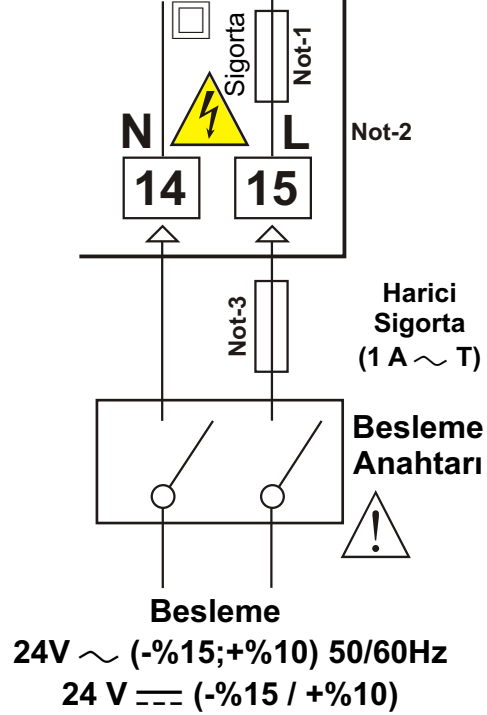 Sigorta
Not-1
N
L
Not-2
14
15
Not-3
Harici
Sigorta
(1 A ~ T)
Besleme
Anahtarı
Besleme
24V ~ (-%15;+%10) 50/60Hz
24 V ⎓ (-%15 / +%10)